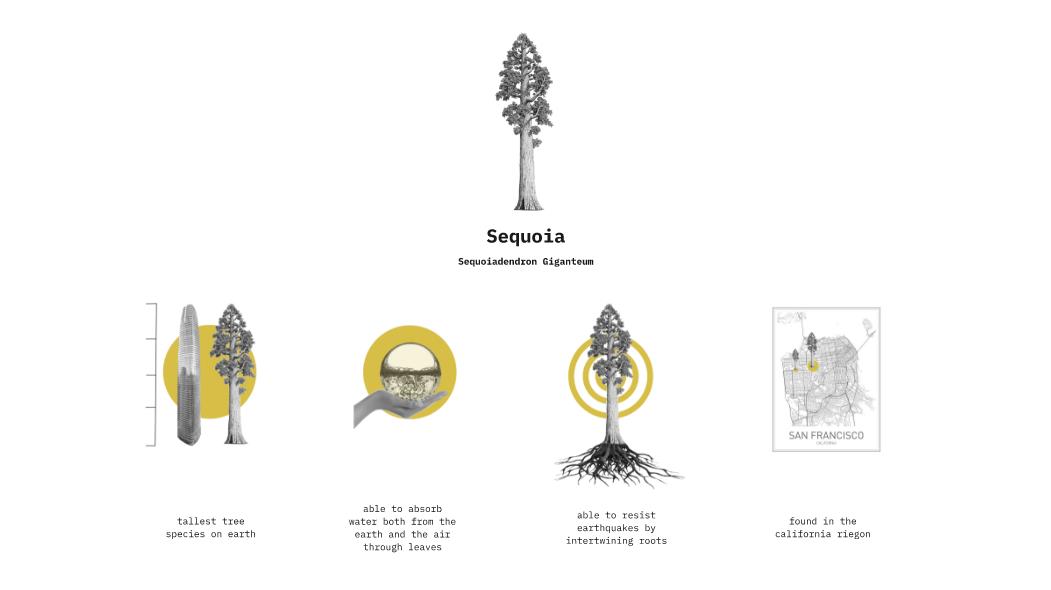 Sequoia
Sequoiadendron Giganteum
SAN FRANCISCO
CALIFORNIA
tallest tree
species on earth
able to absorb
water both from the
earth and the air
through leaves
able to resist
earthquakes by
intertwining roots
found in the
california riegon